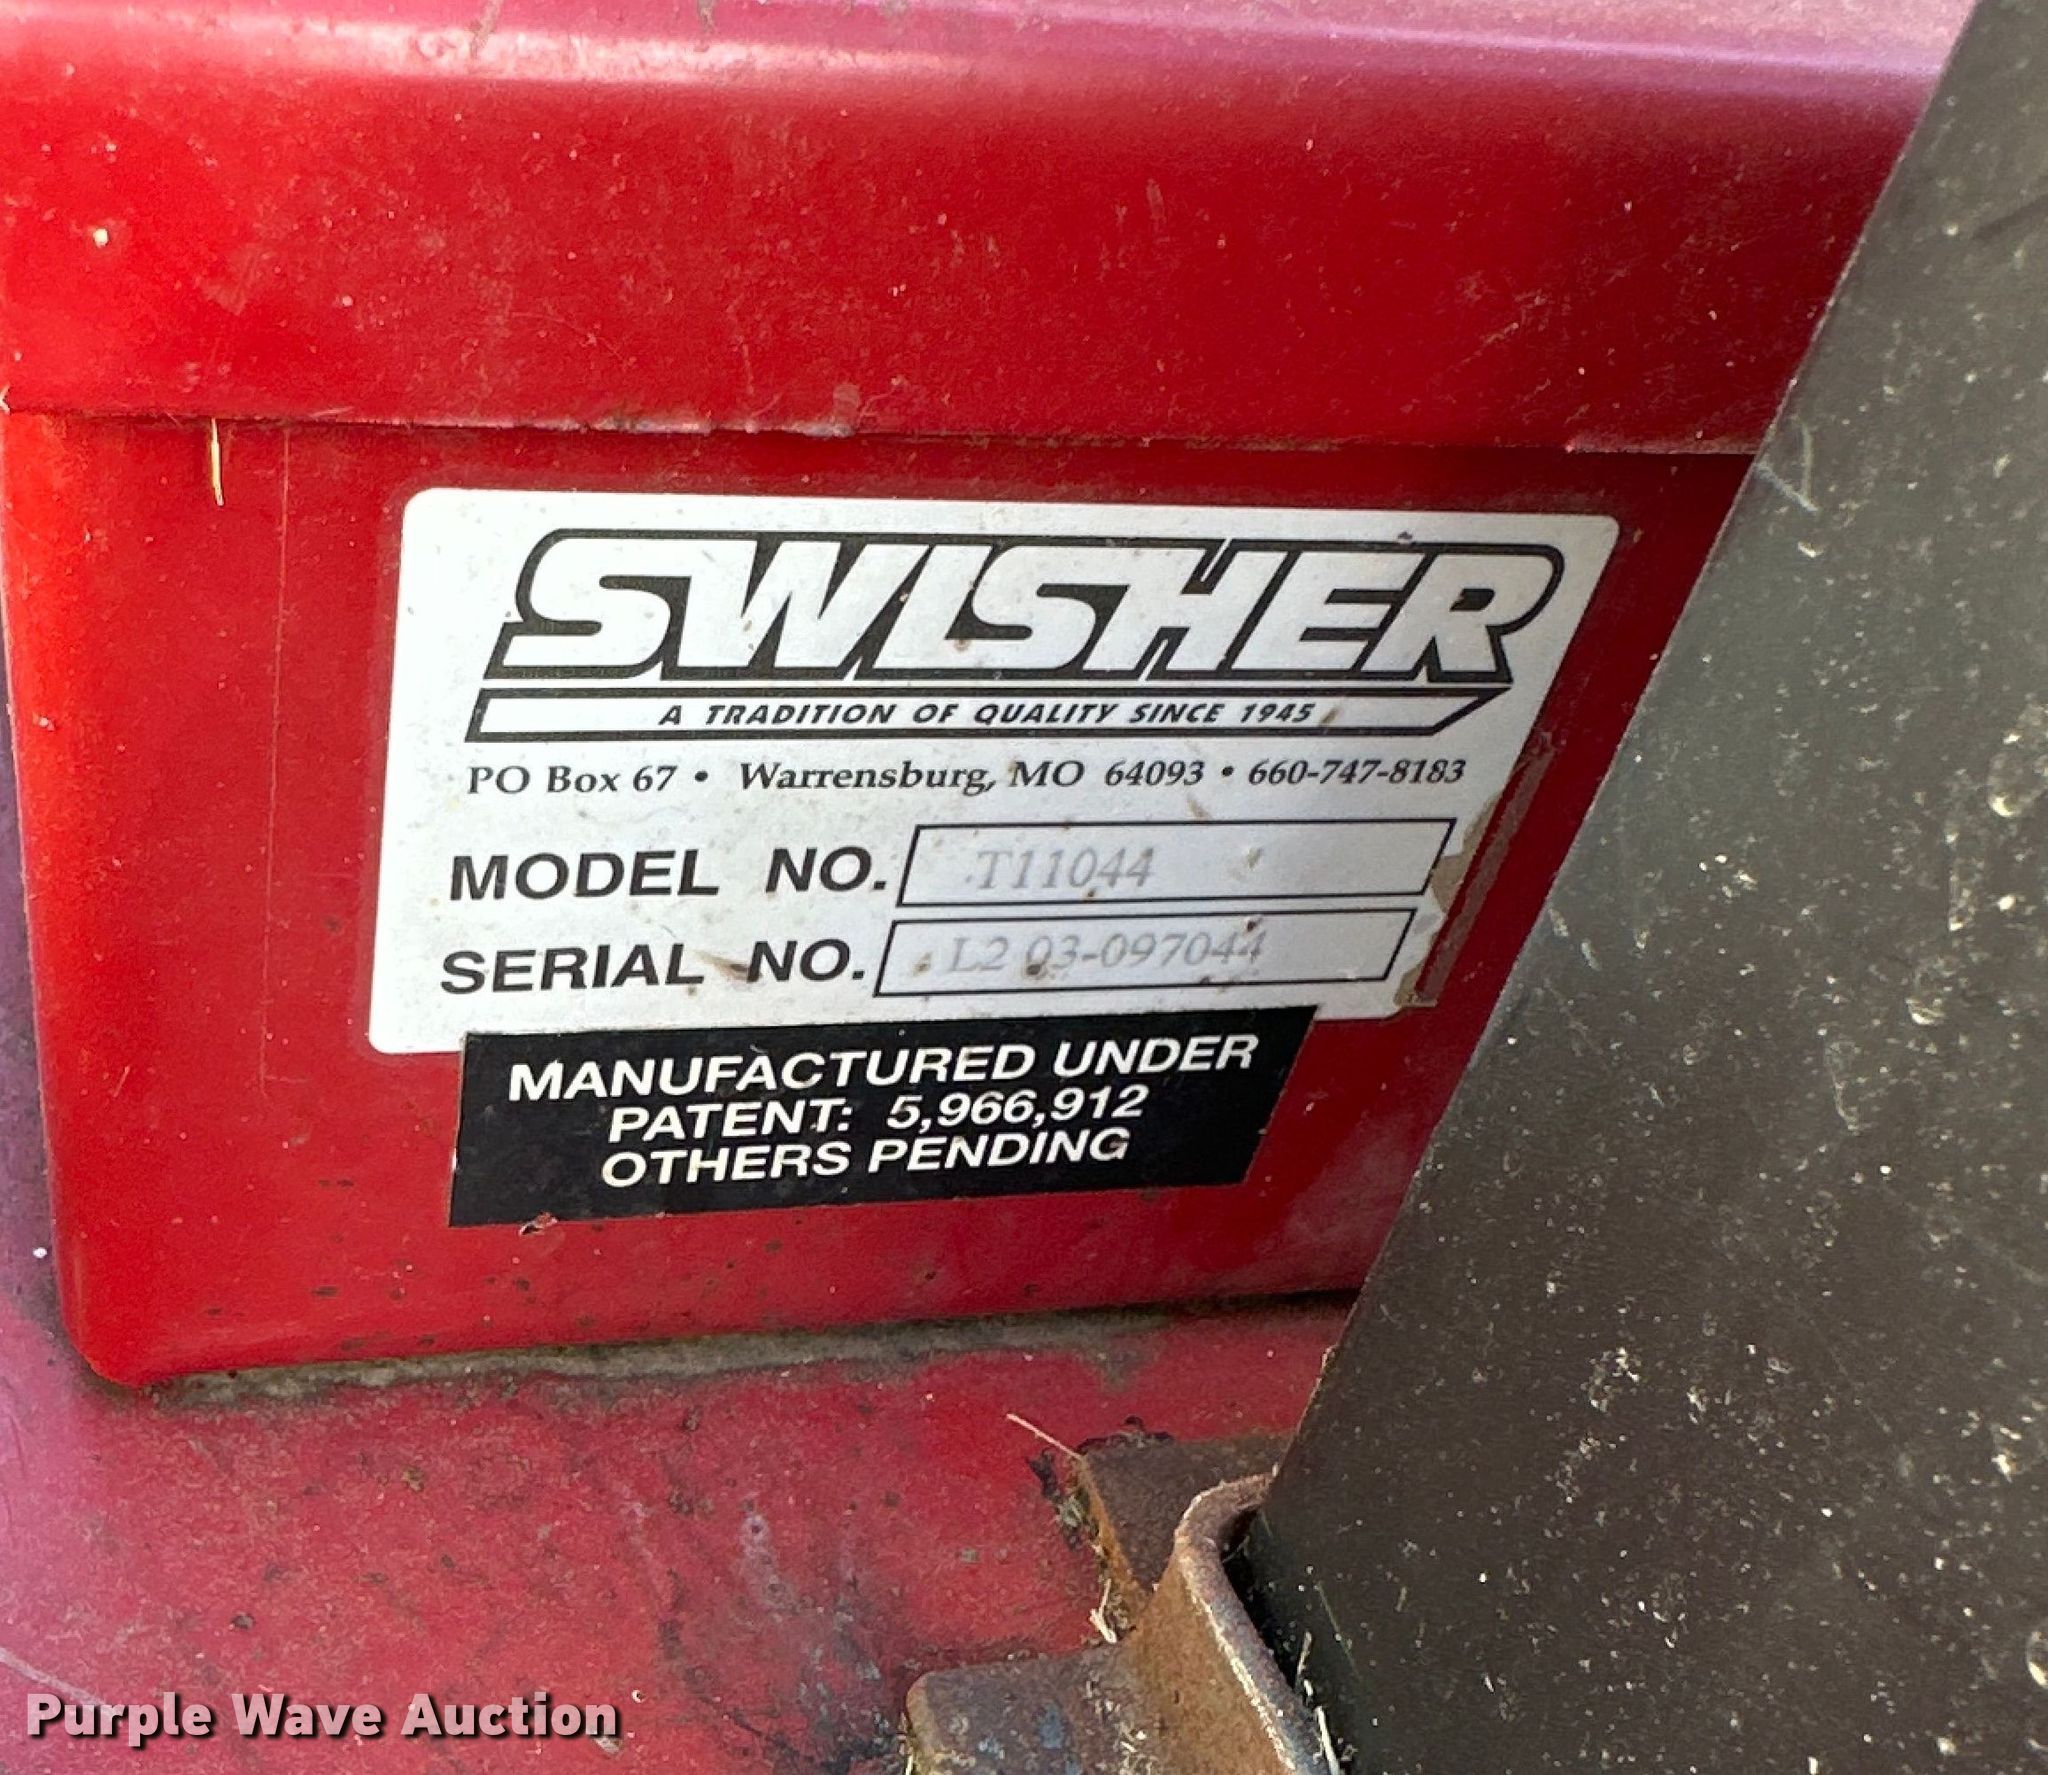 SWISHER
A TRADITION OF QUALITY SINCE 1945
PO Box 67 • Warrensburg, MO 64093 • 660-747-8183
MODEL NO. T11044
SERIAL NO. L2 03-097044
MANUFACTURED UNDER
PATENT: 5,966,912
OTHERS PENDING
Purple Wave Auction